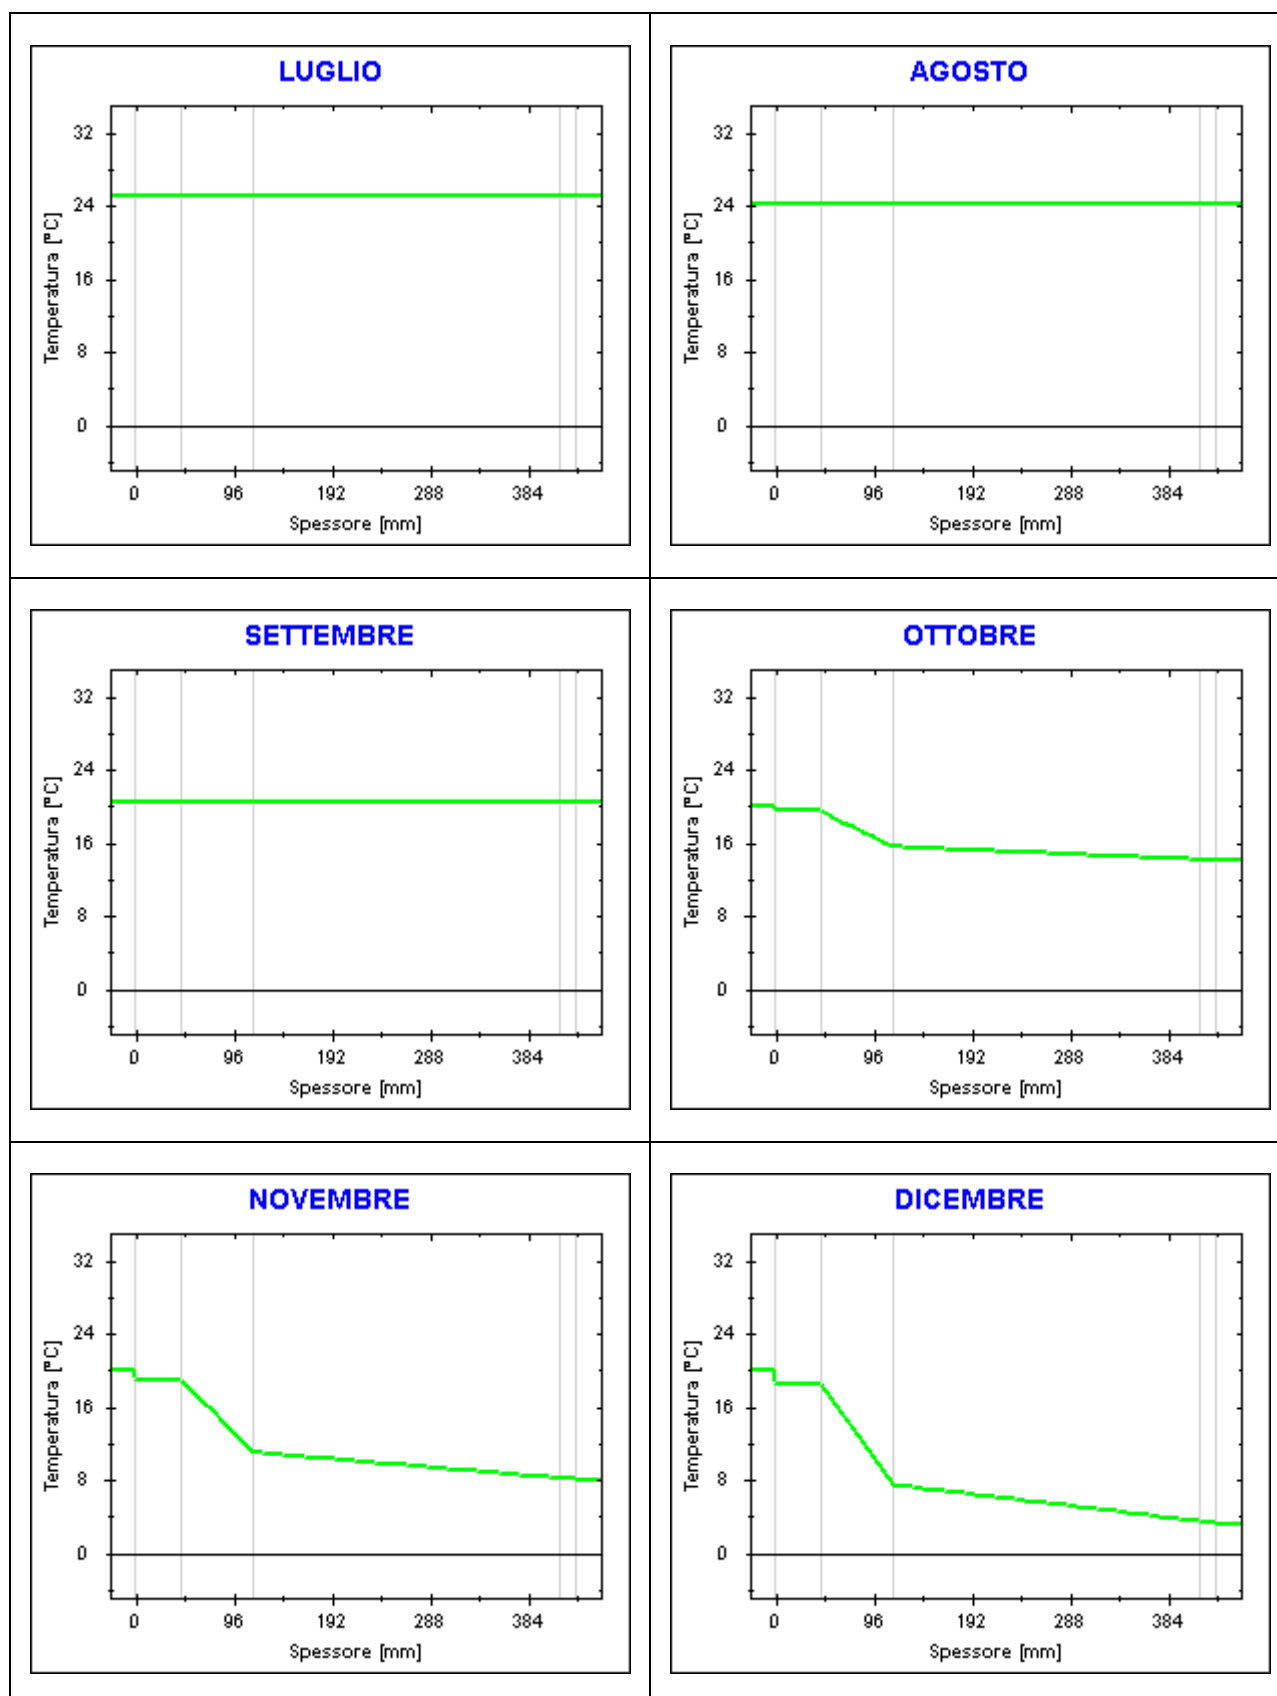 LUGLIO
32
24
16
8
0
Temperatura [°C]
0 96 192 288 384
Spessore [mm]
AGOSTO
32
24
16
8
0
Temperatura [°C]
0 96 192 288 384
Spessore [mm]
SETTEMBRE
32
24
16
8
0
Temperatura [°C]
0 96 192 288 384
Spessore [mm]
OTTOBRE
32
24
16
8
0
Temperatura [°C]
0 96 192 288 384
Spessore [mm]
NOVEMBRE
32
24
16
8
0
Temperatura [°C]
0 96 192 288 384
Spessore [mm]
DICEMBRE
32
24
16
8
0
Temperatura [°C]
0 96 192 288 384
Spessore [mm]